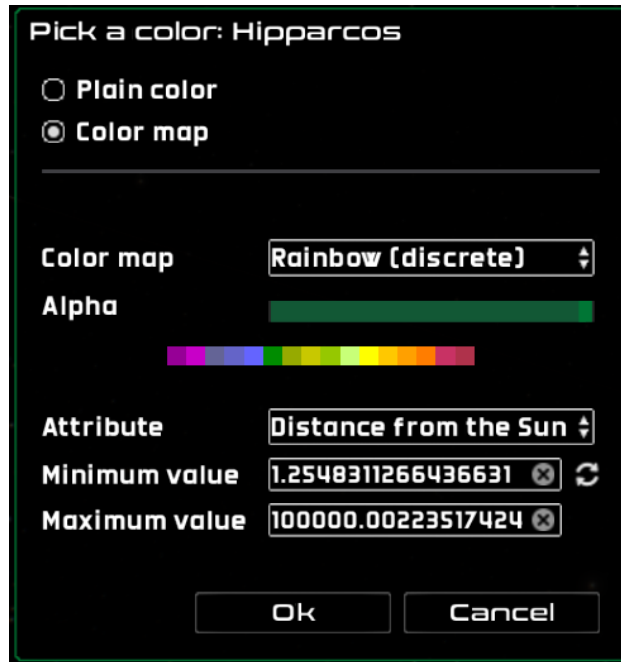 Pick a color: Hipparcos
Plain color
Color map
Color map Rainbow (discrete)
Alpha
Attribute Distance from the Sun
Minimum value 1.2548311266436631
Maximum value 100000.00223517424
Ok Cancel